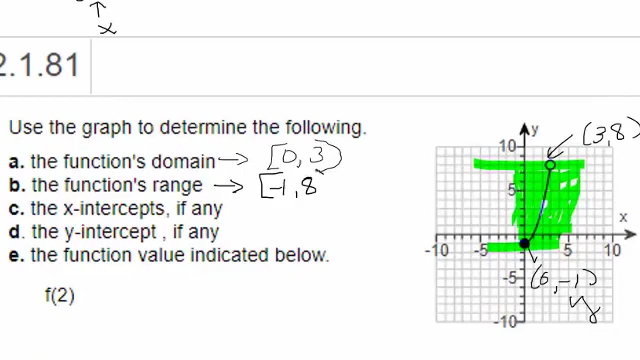 x
2.1.81
Use the graph to determine the following.
a. the function's domain → [0, 3)
b. the function's range → [-1, 8
c. the x-intercepts, if any
d. the y-intercept , if any
e. the function value indicated below.
f(2)
(3, 8)
y
10
5
x
-10 -5 0 5 10
-5
(0, -1)
y
-10